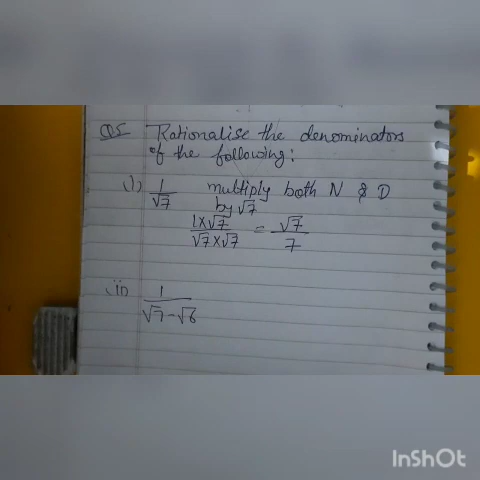 Q5 Rationalise the denominators
of the following:
(i) 1/√7 multiply both N & D
by √7
1×√7/√7×√7 = √7/7
(ii) 1/√7-√6
InShOt